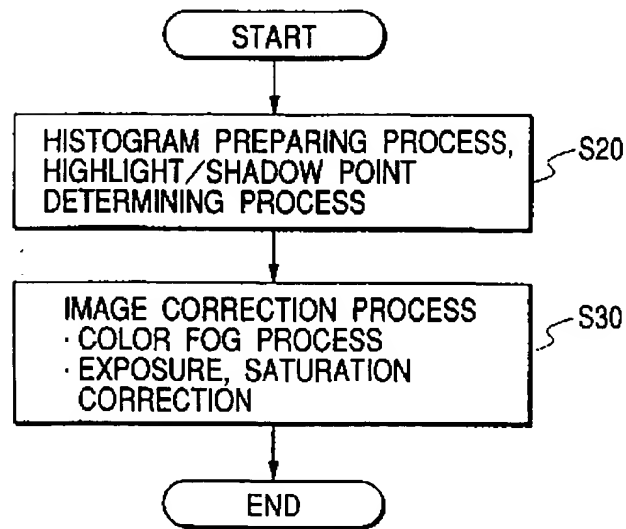 START
HISTOGRAM PREPARING PROCESS,
HIGHLIGHT/SHADOW POINT
DETERMINING PROCESS
S20
IMAGE CORRECTION PROCESS
· COLOR FOG PROCESS
· EXPOSURE, SATURATION
CORRECTION
S30
END